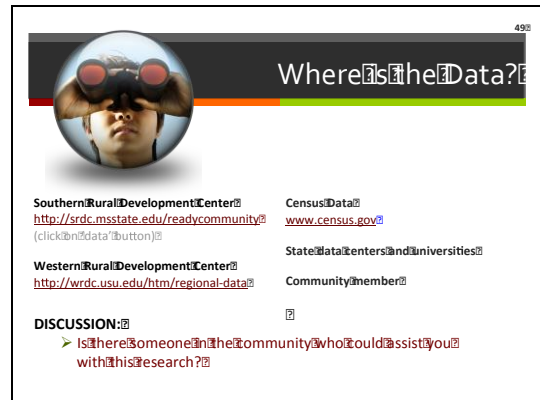 49
Where is the Data?
Southern Rural Development Center
http://srdc.msstate.edu/readycommunity
(click on "data" button)
Western Rural Development Center
http://wrdc.usu.edu/htm/regional-data
Census Data
www.census.gov
State data centers and universities
Community member
DISCUSSION:
➢ Is there someone in the community who could assist you
with this research?